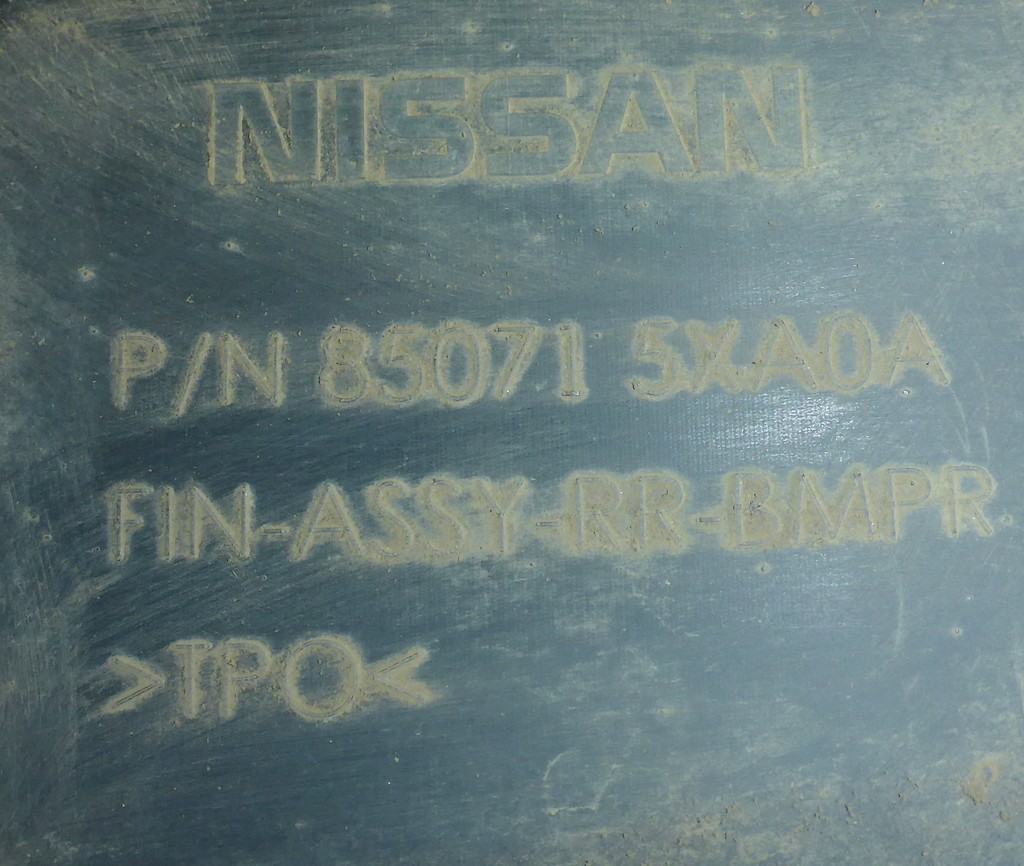 NISSAN
P/N 85071 5XA0A
FIN-ASSY-RR-BMPR
>TPO<